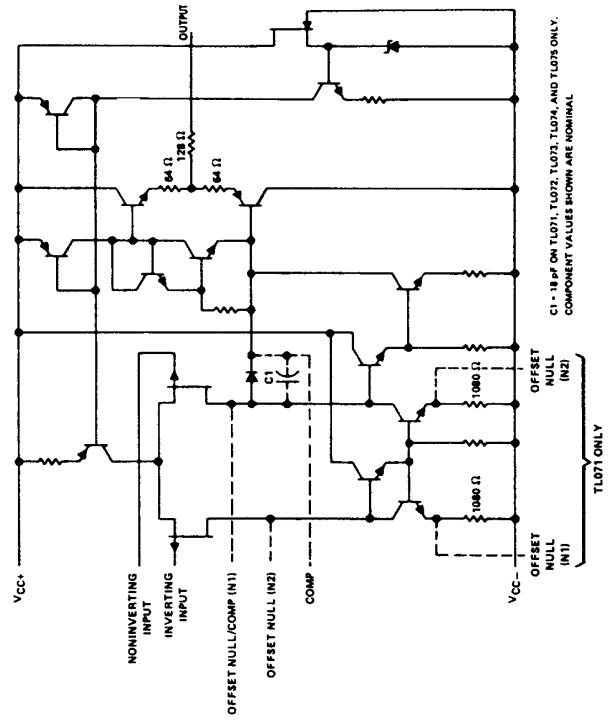 VCC+
NONINVERTING
INPUT
INVERTING
INPUT
OFFSET NULL/COMP (N1)
OFFSET NULL (N2)
COMP
VCC−
C1
64 Ω
128 Ω
64 Ω
OUTPUT
1080 Ω
1080 Ω
OFFSET
NULL
(N1)
OFFSET
NULL
(N2)
TL071 ONLY
C1 = 18 pF ON TL071, TL072, TL073, TL074, AND TL075 ONLY.
COMPONENT VALUES SHOWN ARE NOMINAL